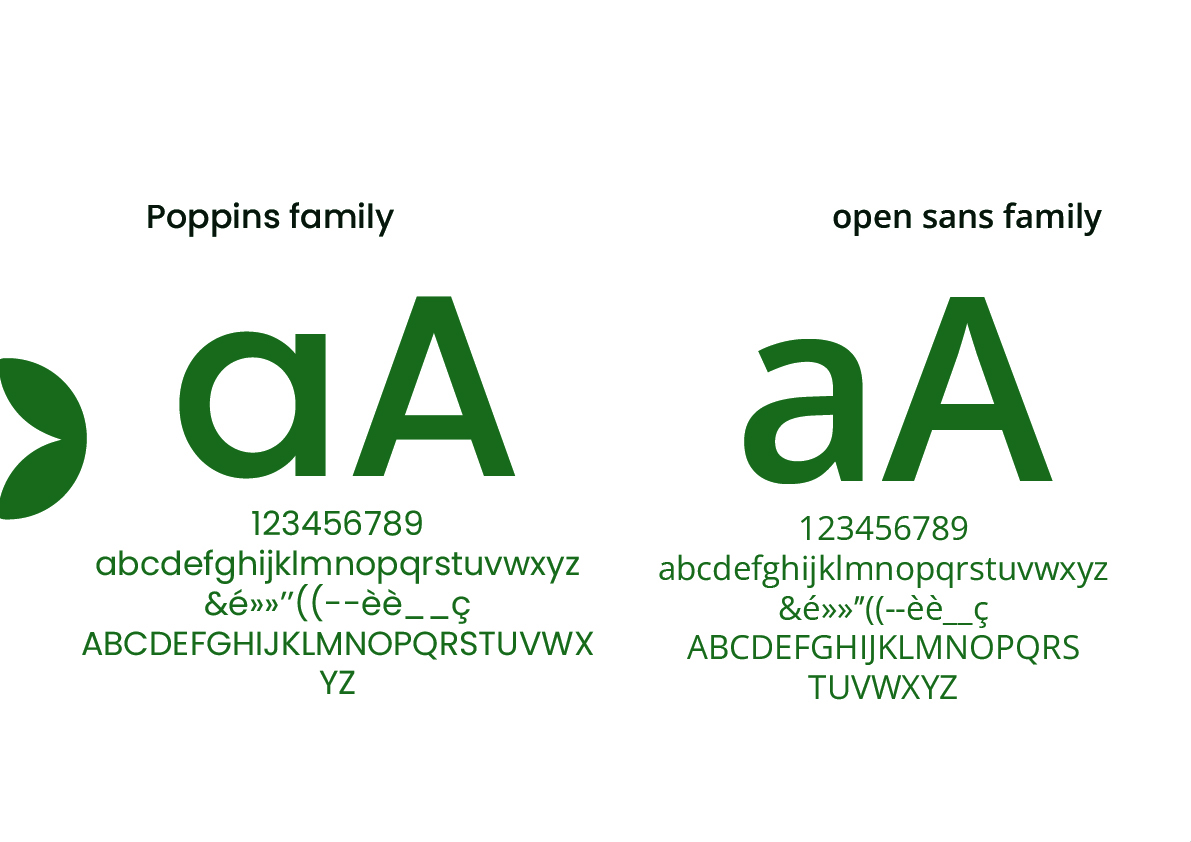 Poppins family
aA
123456789
abcdefghijklmnopqrstuvwxyz
&é»»’’((--èè__ç
ABCDEFGHIJKLMNOPQRSTUVWX
YZ
open sans family
aA
123456789
abcdefghijklmnopqrstuvwxyz
&é»»’’((--èè__ç
ABCDEFGHIJKLMNOPQRS
TUVWXYZ